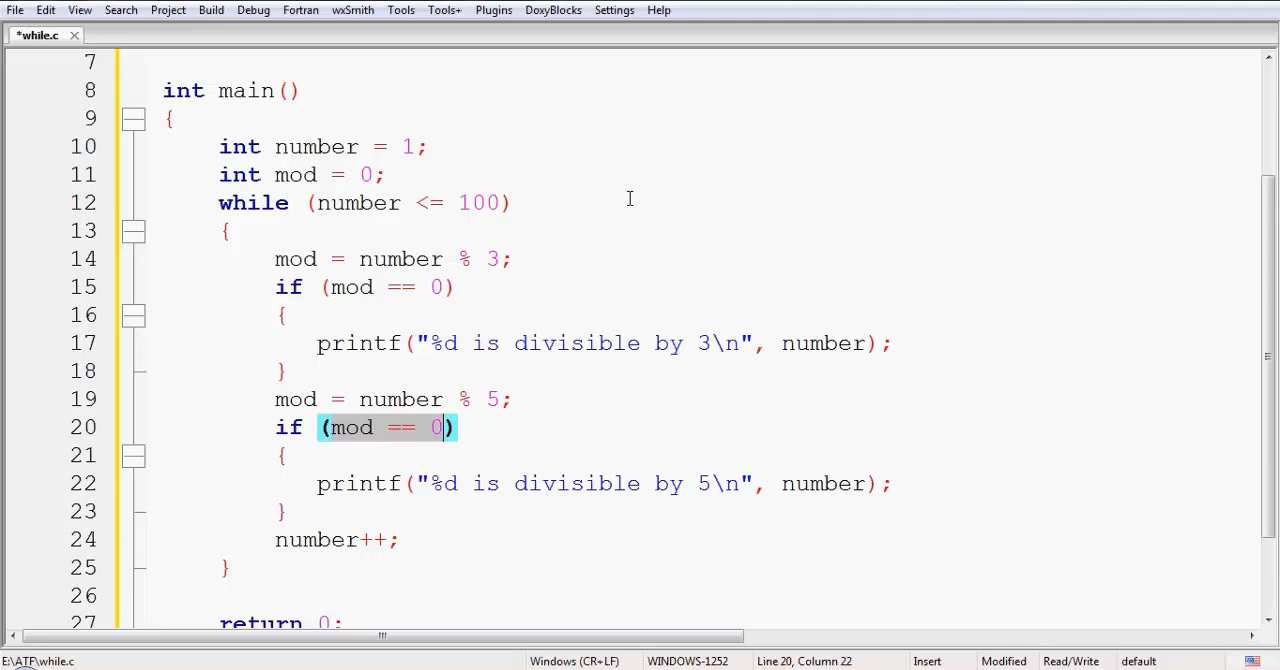 File Edit View Search Project Build Debug Fortran wxSmith Tools Tools+ Plugins DoxyBlocks Settings Help
*while.c
7
8 int main()
9 {
10 int number = 1;
11 int mod = 0;
12 while (number <= 100)
13 {
14 mod = number % 3;
15 if (mod == 0)
16 {
17 printf("%d is divisible by 3\n", number);
18 }
19 mod = number % 5;
20 if (mod == 0)
21 {
22 printf("%d is divisible by 5\n", number);
23 }
24 number++;
25 }
26
27 return 0;
E:\ATF\while.c Windows (CR+LF) WINDOWS-1252 Line 20, Column 22 Insert Modified Read/Write default